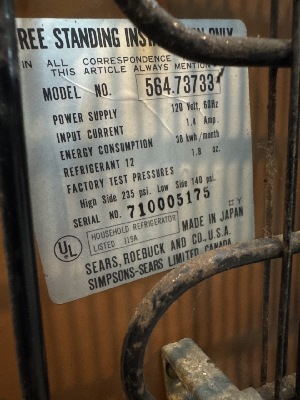 FREE STANDING INSTALLATION ONLY
IN ALL CORRESPONDENCE
THIS ARTICLE ALWAYS MENTION
MODEL NO. 564.73733
POWER SUPPLY 120 Volt, 60Hz
INPUT CURRENT 1.4 Amp.
ENERGY CONSUMPTION 38 kwh/month
REFRIGERANT 12 1.8 oz.
FACTORY TEST PRESSURES
High Side 235 psi. Low Side 140 psi.
SERIAL NO. 710005175 Y
UL HOUSEHOLD REFRIGERATOR
LISTED 119A
MADE IN JAPAN
SEARS, ROEBUCK AND CO., U.S.A.
SIMPSONS-SEARS LIMITED, CANADA